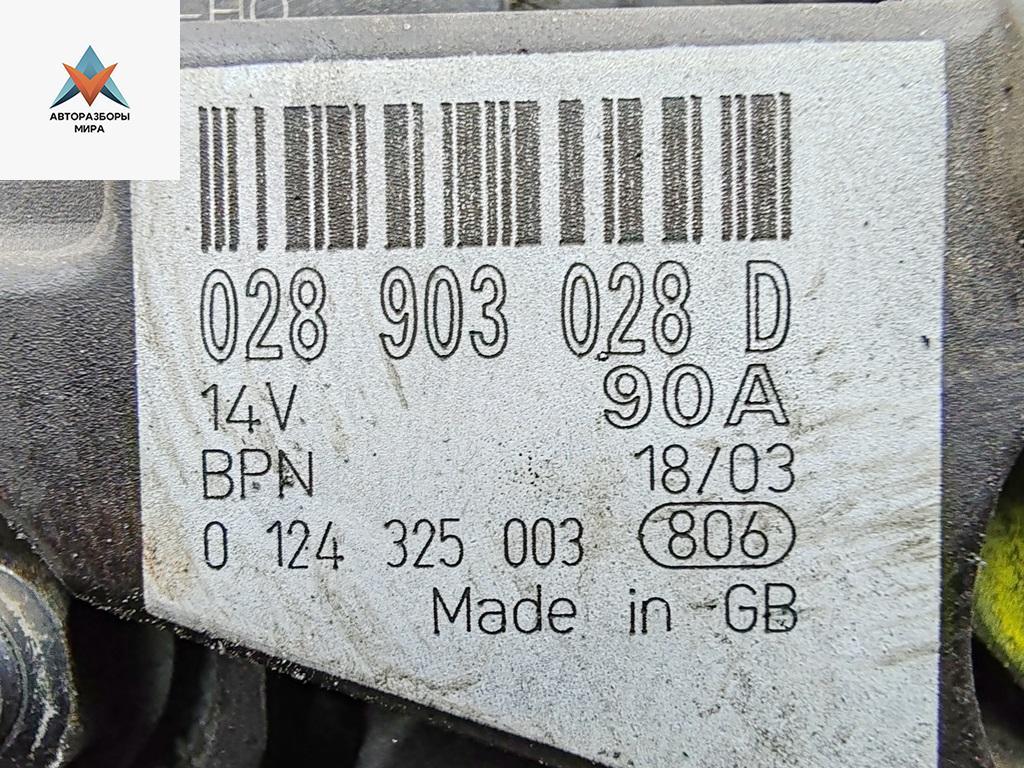 АВТОРАЗБОРЫ
МИРА
028 903 028 D
14V 90A
BPN 18/03
0 124 325 003 806
Made in GB